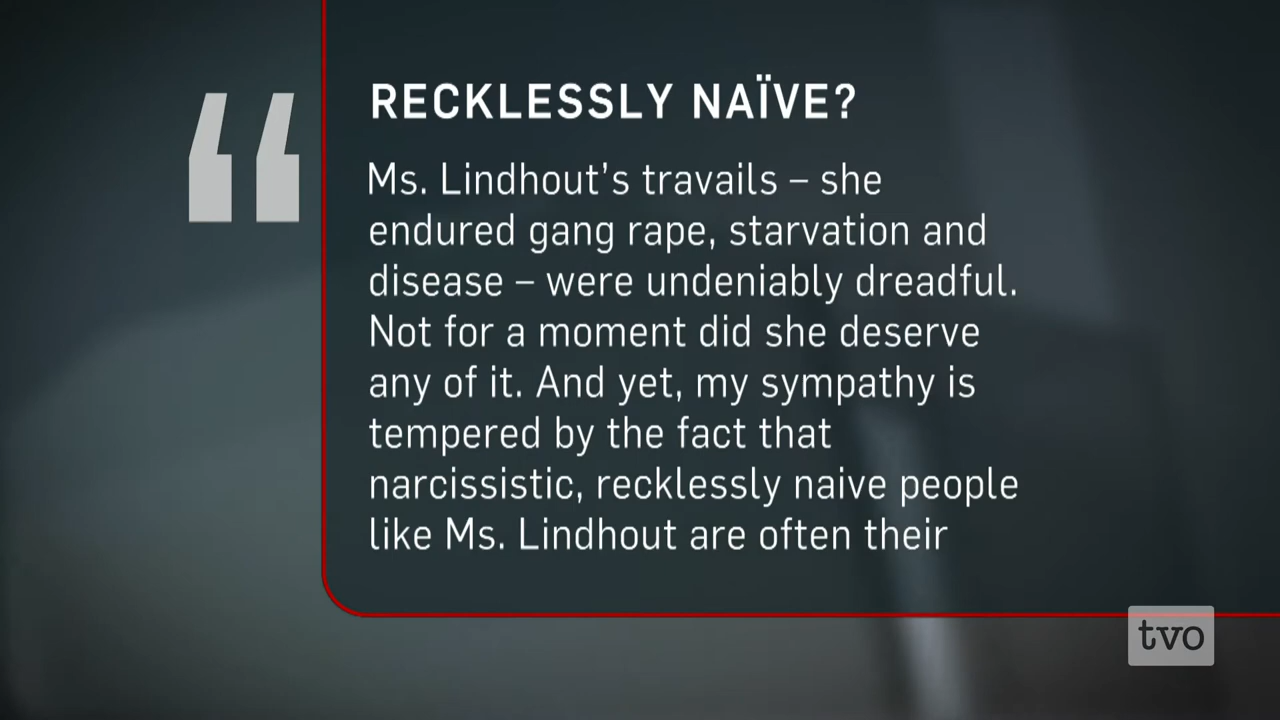 “
RECKLESSLY NAÏVE?
Ms. Lindhout’s travails – she
endured gang rape, starvation and
disease – were undeniably dreadful.
Not for a moment did she deserve
any of it. And yet, my sympathy is
tempered by the fact that
narcissistic, recklessly naive people
like Ms. Lindhout are often their
tvo